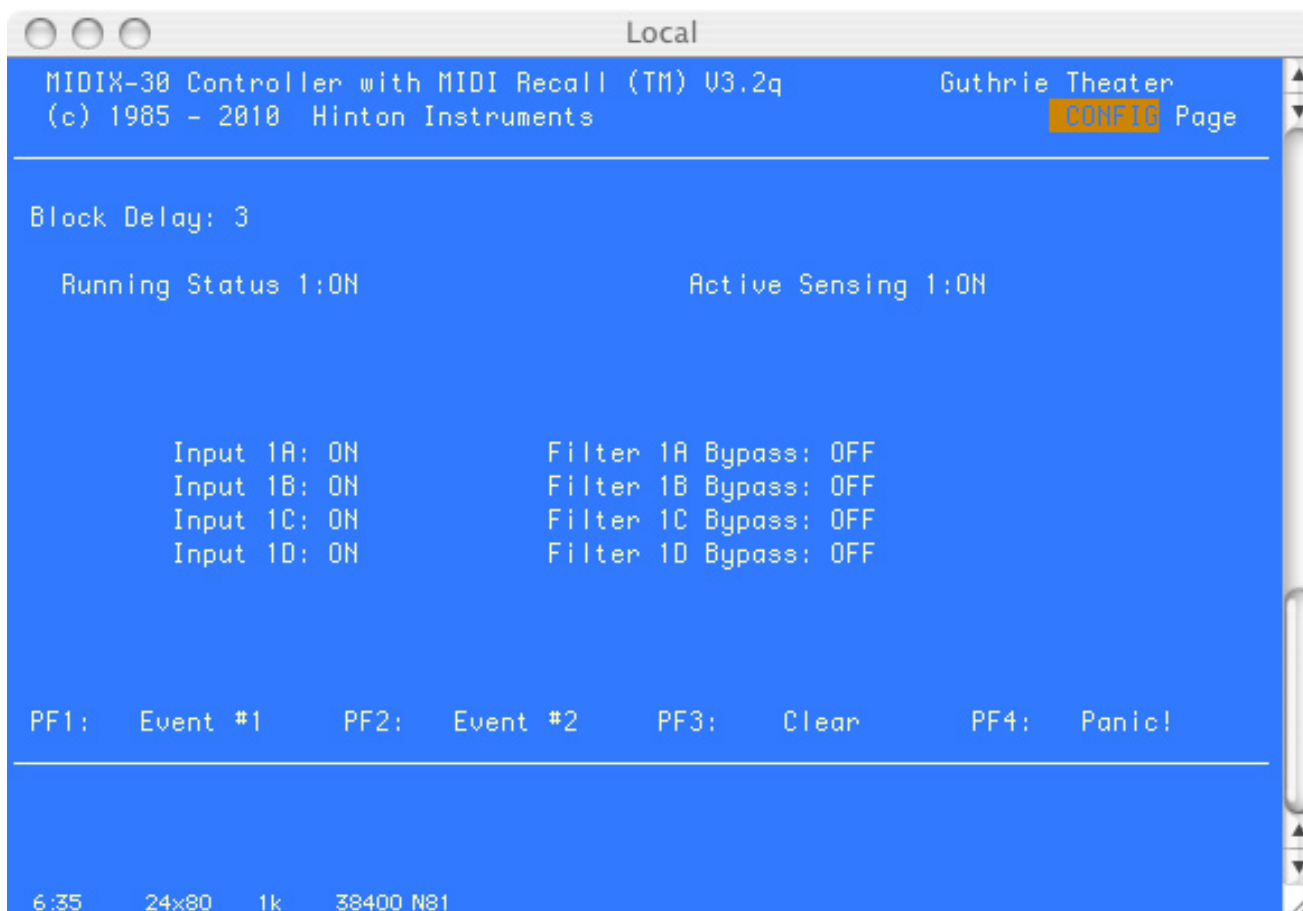 Local
MIDIX-30 Controller with MIDI Recall (TM) V3.2q Guthrie Theater
(c) 1985 - 2010 Hinton Instruments CONFIG Page
Block Delay: 3
Running Status 1:ON Active Sensing 1:ON
Input 1A: ON Filter 1A Bypass: OFF
Input 1B: ON Filter 1B Bypass: OFF
Input 1C: ON Filter 1C Bypass: OFF
Input 1D: ON Filter 1D Bypass: OFF
PF1: Event #1 PF2: Event #2 PF3: Clear PF4: Panic!
6:35 24x80 1k 38400 N81